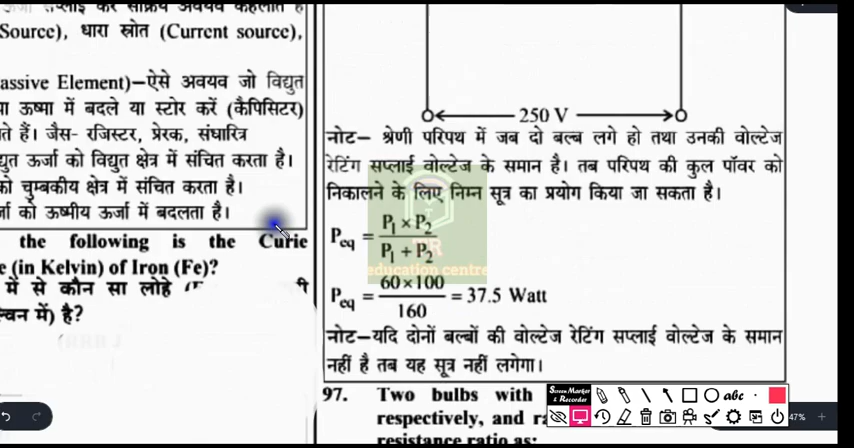 Source), धारा स्रोत (Current source),
assive Element)–ऐसे अवयव जो विद्युत
ा ऊष्मा में बदले या स्टोर करें (कैपिसिटर)
ते हैं। जैस- रजिस्टर, प्रेरक, संधारित्र
द्युत ऊर्जा को विद्युत क्षेत्र में संचित करता है।
को चुम्बकीय क्षेत्र में संचित करता है।
र्जा को ऊष्मीय ऊर्जा में बदलता है।
the following is the Curie
e (in Kelvin) of Iron (Fe)?
में से कौन सा लोहे
ल्विन में) है?
250 V
नोट– श्रेणी परिपथ में जब दो बल्ब लगे हो तथा उनकी वोल्टेज
रेटिंग सप्लाई वोल्टेज के समान है। तब परिपथ की कुल पॉवर को
निकालने के लिए निम्न सूत्र का प्रयोग किया जा सकता है।
Peq = P1 × P2 / P1 + P2
education centre
Peq = 60×100 / 160 = 37.5 Watt
नोट–यदि दोनों बल्बों की वोल्टेज रेटिंग सप्लाई वोल्टेज के समान
नहीं है तब यह सूत्र नहीं लगेगा।
97. Two bulbs with
respectively, and ra
resistance ratio as:
Screen Marker
& Recorder
abc
47%